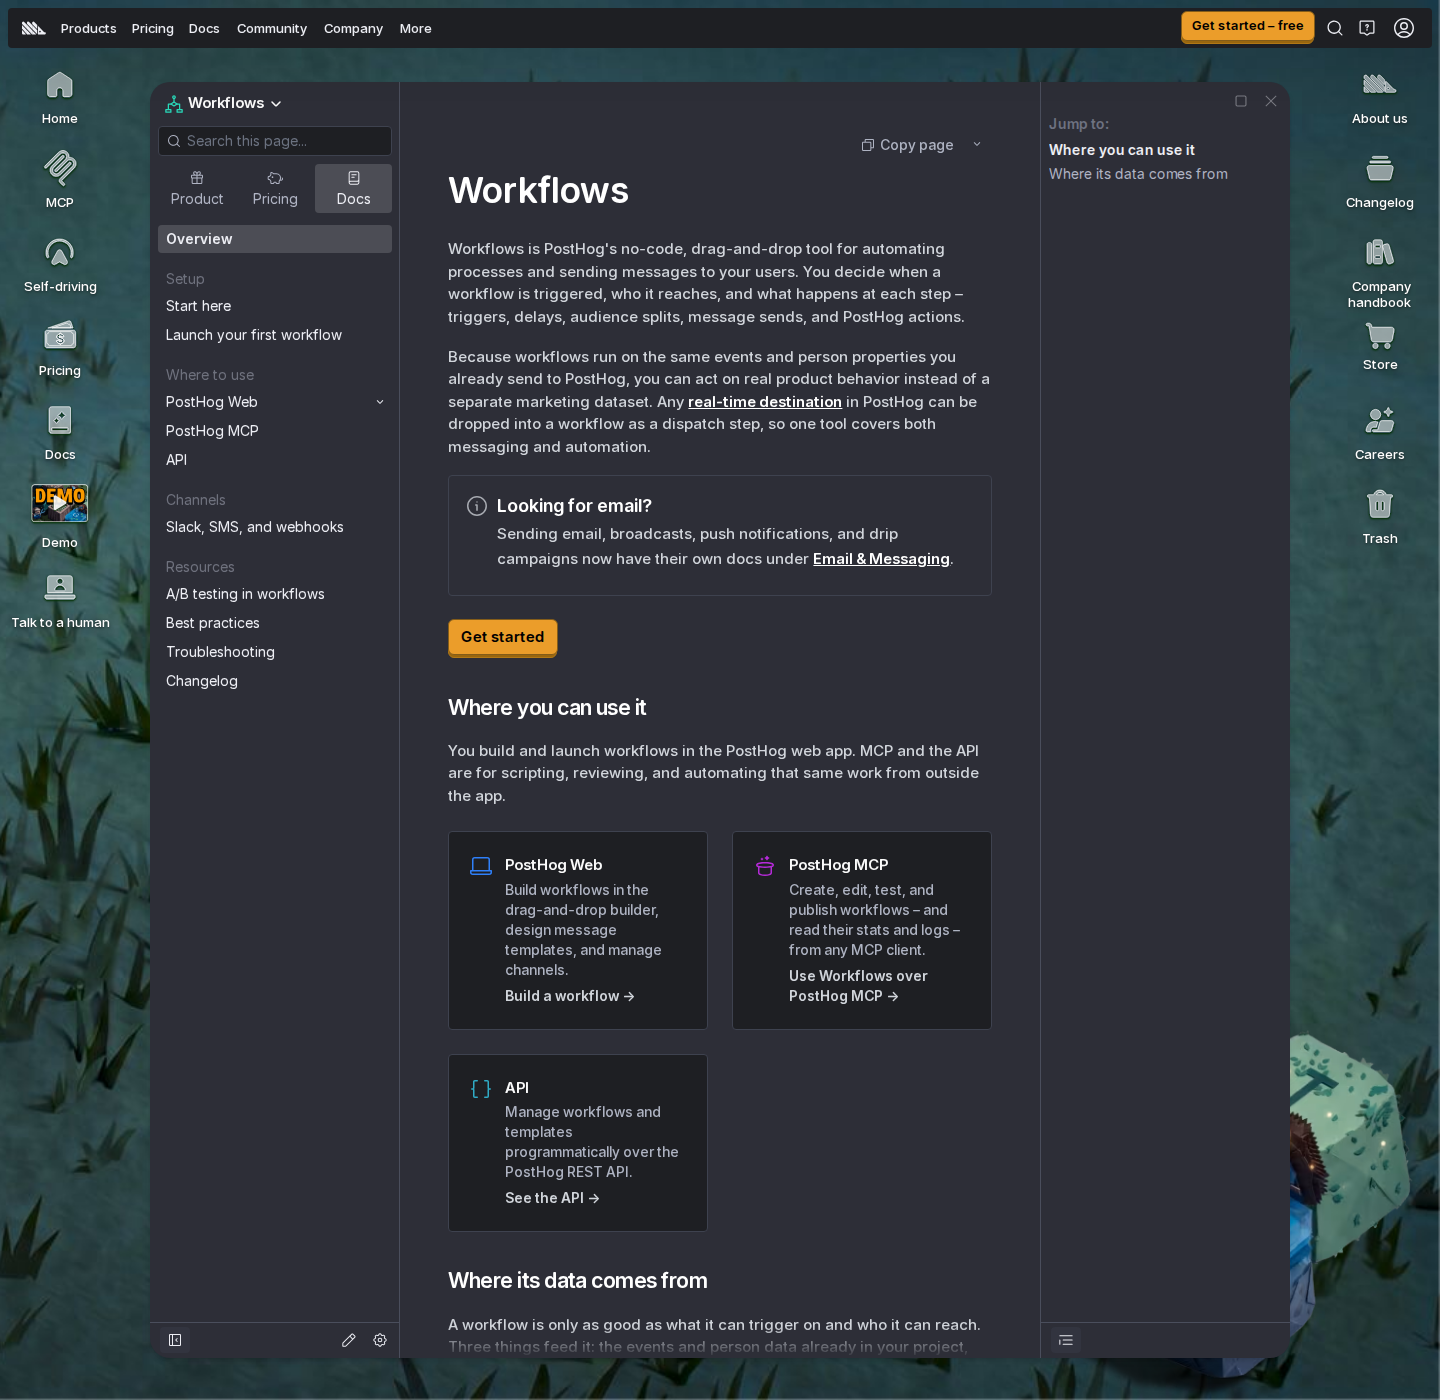 Products Pricing Docs Community Company More Get started – free
Home
MCP
Self-driving
Pricing
Docs
DEMO
Demo
Talk to a human
Workflows
Search this page...
Product Pricing Docs
Overview
Setup
Start here
Launch your first workflow
Where to use
PostHog Web
PostHog MCP
API
Channels
Slack, SMS, and webhooks
Resources
A/B testing in workflows
Best practices
Troubleshooting
Changelog
Copy page
Workflows
Workflows is PostHog's no-code, drag-and-drop tool for automating
processes and sending messages to your users. You decide when a
workflow is triggered, who it reaches, and what happens at each step –
triggers, delays, audience splits, message sends, and PostHog actions.
Because workflows run on the same events and person properties you
already send to PostHog, you can act on real product behavior instead of a
separate marketing dataset. Any real-time destination in PostHog can be
dropped into a workflow as a dispatch step, so one tool covers both
messaging and automation.
Looking for email?
Sending email, broadcasts, push notifications, and drip
campaigns now have their own docs under Email & Messaging.
Get started
Where you can use it
You build and launch workflows in the PostHog web app. MCP and the API
are for scripting, reviewing, and automating that same work from outside
the app.
PostHog Web
Build workflows in the
drag-and-drop builder,
design message
templates, and manage
channels.
Build a workflow →
PostHog MCP
Create, edit, test, and
publish workflows – and
read their stats and logs –
from any MCP client.
Use Workflows over
PostHog MCP →
API
Manage workflows and
templates
programmatically over the
PostHog REST API.
See the API →
Where its data comes from
A workflow is only as good as what it can trigger on and who it can reach.
Three things feed it: the events and person data already in your project,
Jump to:
Where you can use it
Where its data comes from
About us
Changelog
Company
handbook
Store
Careers
Trash